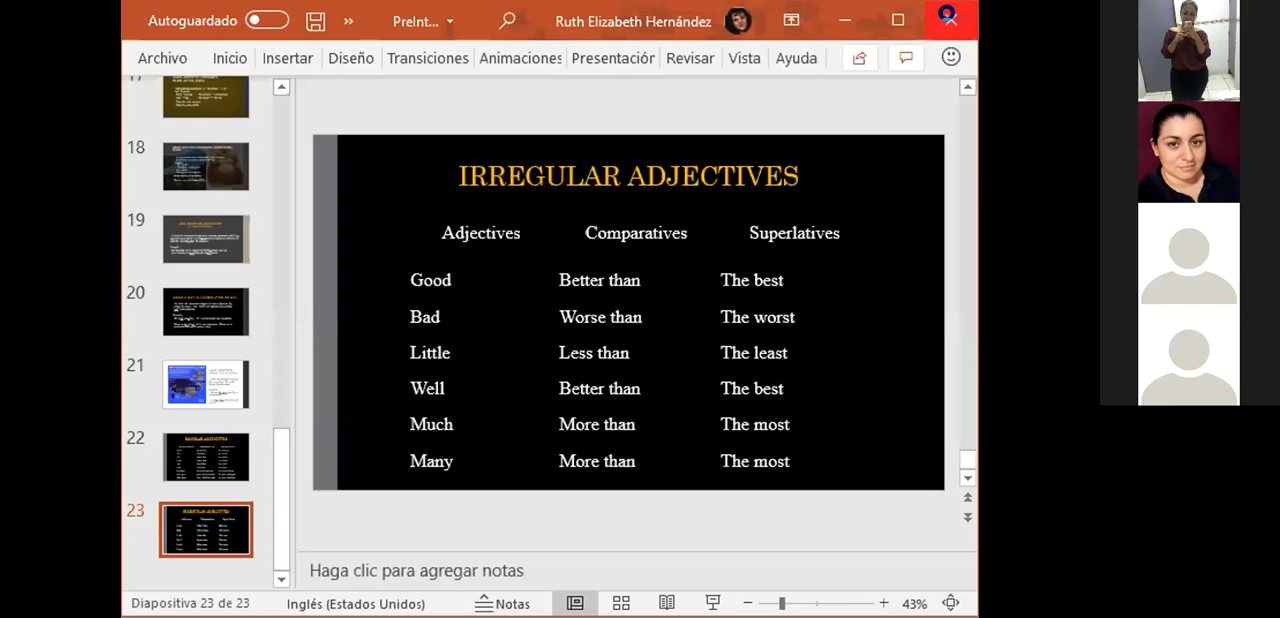 Autoguardado PreInt... Ruth Elizabeth Hernández
Archivo Inicio Insertar Diseño Transiciones Animaciones Presentaciór Revisar Vista Ayuda
17
18
19
20
21
22
23
IRREGULAR ADJECTIVES
Adjectives Comparatives Superlatives
Good Better than The best
Bad Worse than The worst
Little Less than The least
Well Better than The best
Much More than The most
Many More than The most
Haga clic para agregar notas
Diapositiva 23 de 23 Inglés (Estados Unidos) Notas 43%